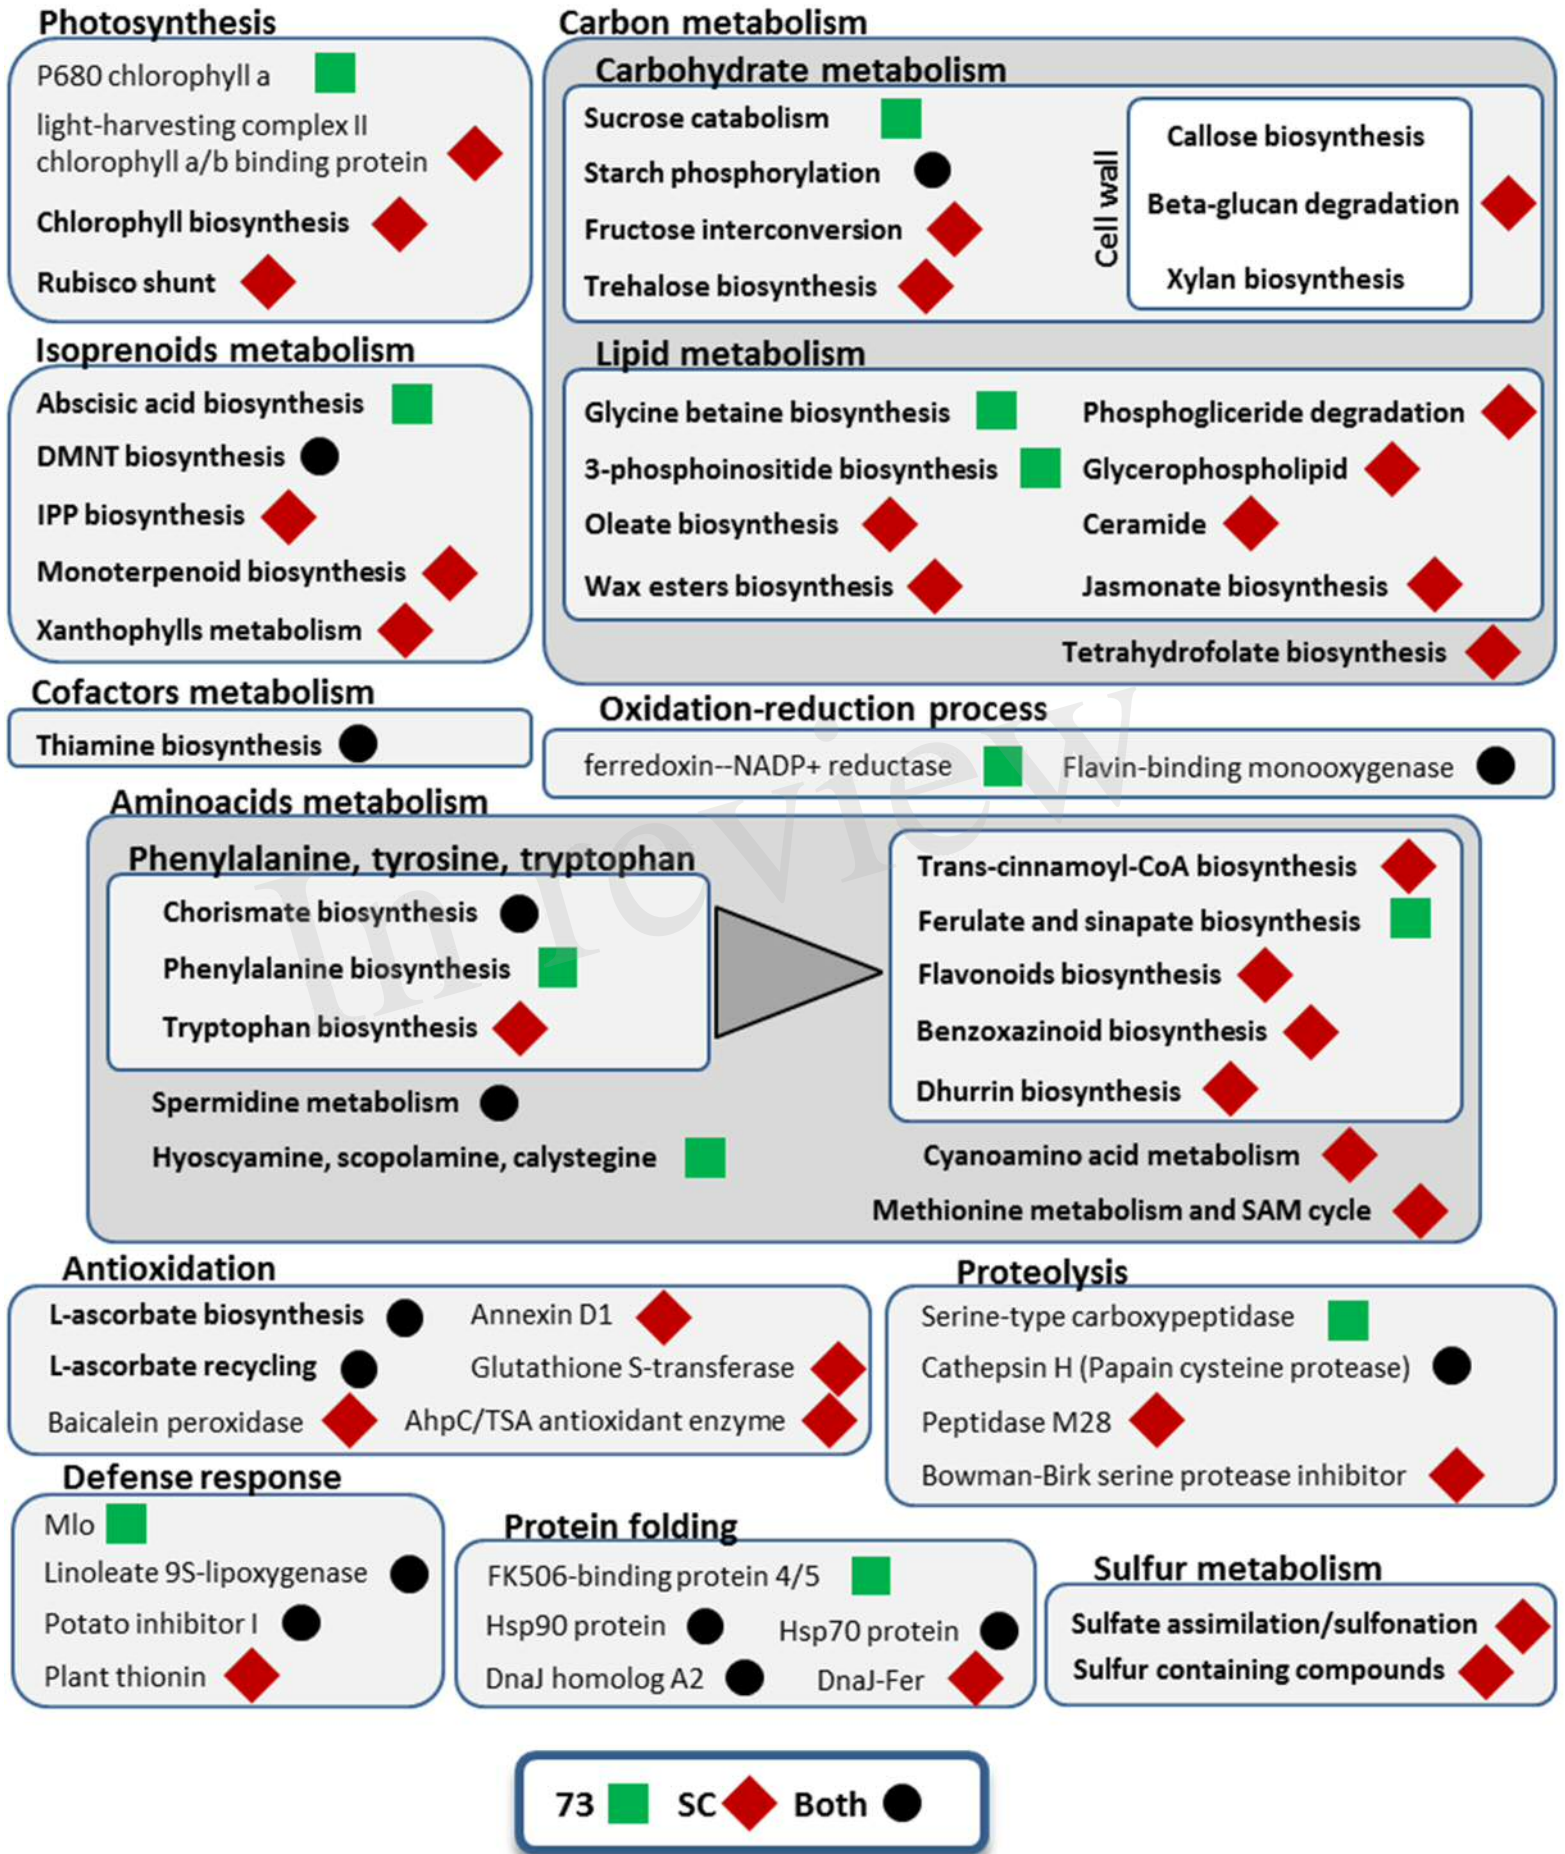 Photosynthesis
P680 chlorophyll a
light-harvesting complex II
chlorophyll a/b binding protein
Chlorophyll biosynthesis
Rubisco shunt
Carbon metabolism
Carbohydrate metabolism
Sucrose catabolism
Starch phosphorylation
Fructose interconversion
Trehalose biosynthesis
Cell wall
Callose biosynthesis
Beta-glucan degradation
Xylan biosynthesis
Isoprenoids metabolism
Abscisic acid biosynthesis
DMNT biosynthesis
IPP biosynthesis
Monoterpenoid biosynthesis
Xanthophylls metabolism
Lipid metabolism
Glycine betaine biosynthesis
3-phosphoinositide biosynthesis
Oleate biosynthesis
Wax esters biosynthesis
Phosphogliceride degradation
Glycerophospholipid
Ceramide
Jasmonate biosynthesis
Tetrahydrofolate biosynthesis
Cofactors metabolism
Thiamine biosynthesis
Oxidation-reduction process
ferredoxin--NADP+ reductase
Flavin-binding monooxygenase
In review
Aminoacids metabolism
Phenylalanine, tyrosine, tryptophan
Chorismate biosynthesis
Phenylalanine biosynthesis
Tryptophan biosynthesis
Spermidine metabolism
Hyoscyamine, scopolamine, calystegine
Trans-cinnamoyl-CoA biosynthesis
Ferulate and sinapate biosynthesis
Flavonoids biosynthesis
Benzoxazinoid biosynthesis
Dhurrin biosynthesis
Cyanoamino acid metabolism
Methionine metabolism and SAM cycle
Antioxidation
L-ascorbate biosynthesis
L-ascorbate recycling
Baicalein peroxidase
Annexin D1
Glutathione S-transferase
AhpC/TSA antioxidant enzyme
Proteolysis
Serine-type carboxypeptidase
Cathepsin H (Papain cysteine protease)
Peptidase M28
Bowman-Birk serine protease inhibitor
Defense response
Mlo
Linoleate 9S-lipoxygenase
Potato inhibitor I
Plant thionin
Protein folding
FK506-binding protein 4/5
Hsp90 protein
Hsp70 protein
DnaJ homolog A2
DnaJ-Fer
Sulfur metabolism
Sulfate assimilation/sulfonation
Sulfur containing compounds
73 SC Both